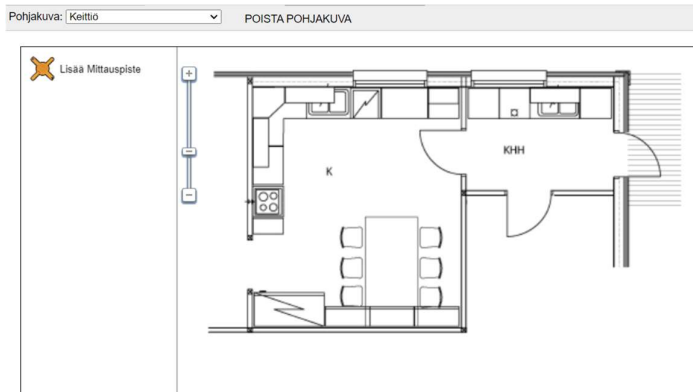 Pohjakuva: Keittiö POISTA POHJAKUVA
Lisää Mittauspiste
KHH
K